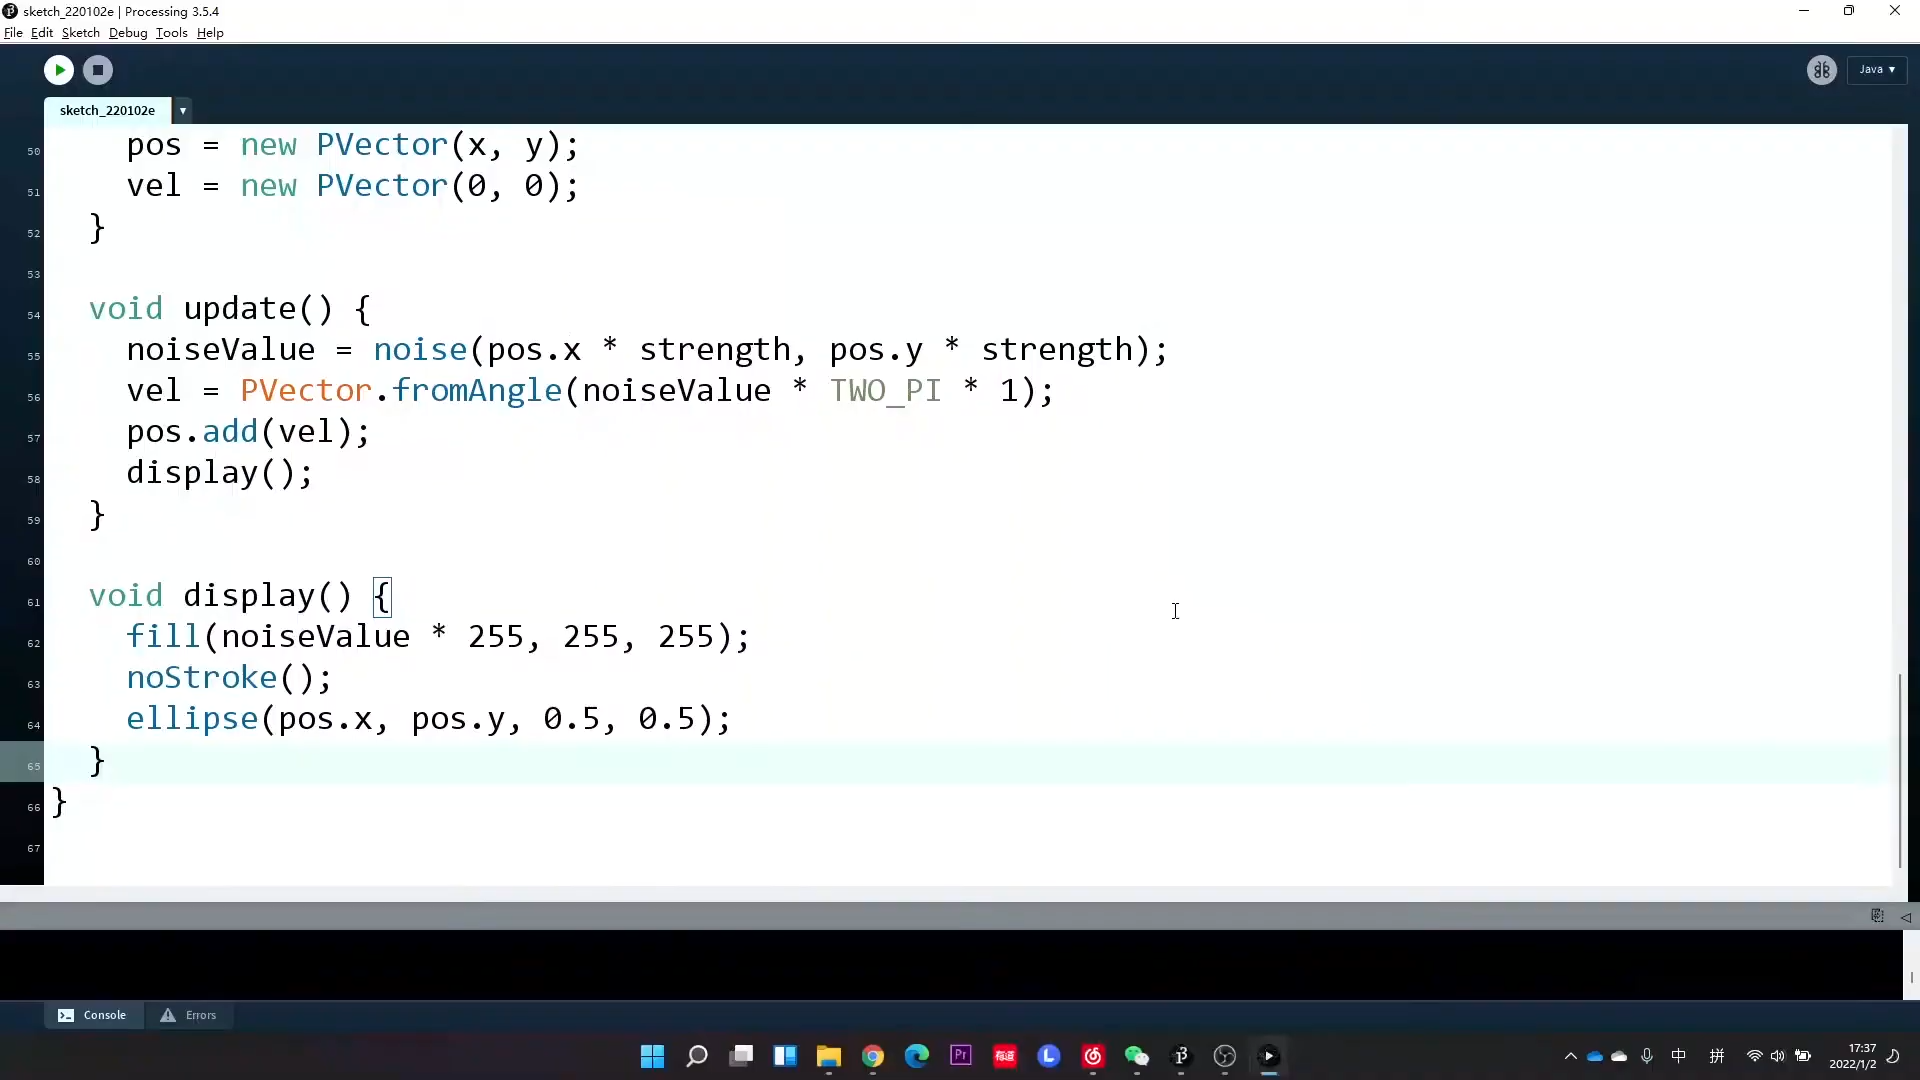 sketch_220102e | Processing 3.5.4
File Edit Sketch Debug Tools Help
Java ▾
sketch_220102e
50 pos = new PVector(x, y);
51 vel = new PVector(0, 0);
52 }
53
54 void update() {
55 noiseValue = noise(pos.x * strength, pos.y * strength);
56 vel = PVector.fromAngle(noiseValue * TWO_PI * 1);
57 pos.add(vel);
58 display();
59 }
60
61 void display() {
62 fill(noiseValue * 255, 255, 255);
63 noStroke();
64 ellipse(pos.x, pos.y, 0.5, 0.5);
65 }
66 }
67
Console Errors
Pr 有道 中 拼 17:37
2022/1/2